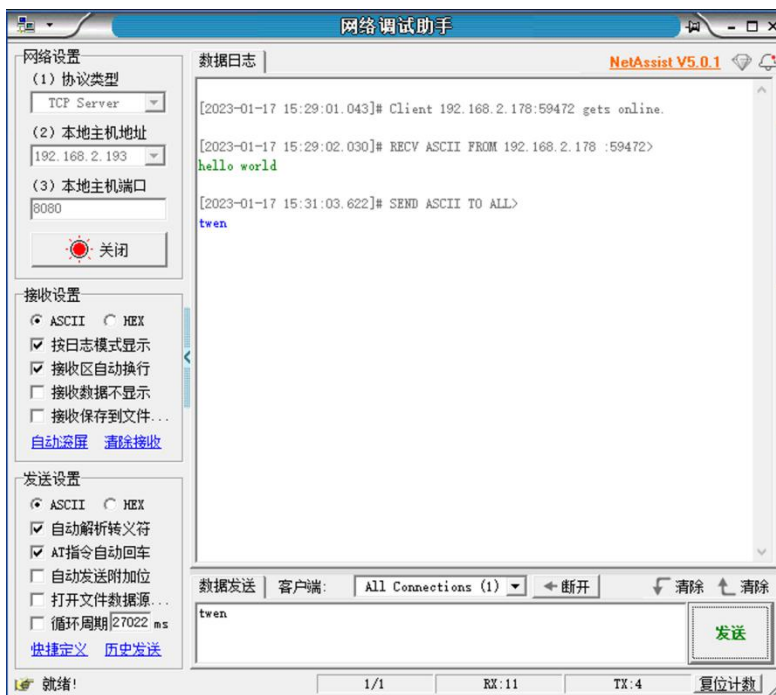 网络调试助手
网络设置
(1) 协议类型
TCP Server
(2) 本地主机地址
192.168.2.193
(3) 本地主机端口
8080
关闭
接收设置
ASCII HEX
按日志模式显示
接收区自动换行
接收数据不显示
接收保存到文件...
自动滚屏 清除接收
发送设置
ASCII HEX
自动解析转义符
AT指令自动回车
自动发送附加位
打开文件数据源...
循环周期 27022 ms
快捷定义 历史发送
数据日志
NetAssist V5.0.1
[2023-01-17 15:29:01.043]# Client 192.168.2.178:59472 gets online.
[2023-01-17 15:29:02.030]# RECV ASCII FROM 192.168.2.178 :59472>
hello world
[2023-01-17 15:31:03.622]# SEND ASCII TO ALL>
twen
数据发送 客户端: All Connections (1) 断开 清除 清除
twen
发送
就绪! 1/1 RX:11 TX:4 复位计数